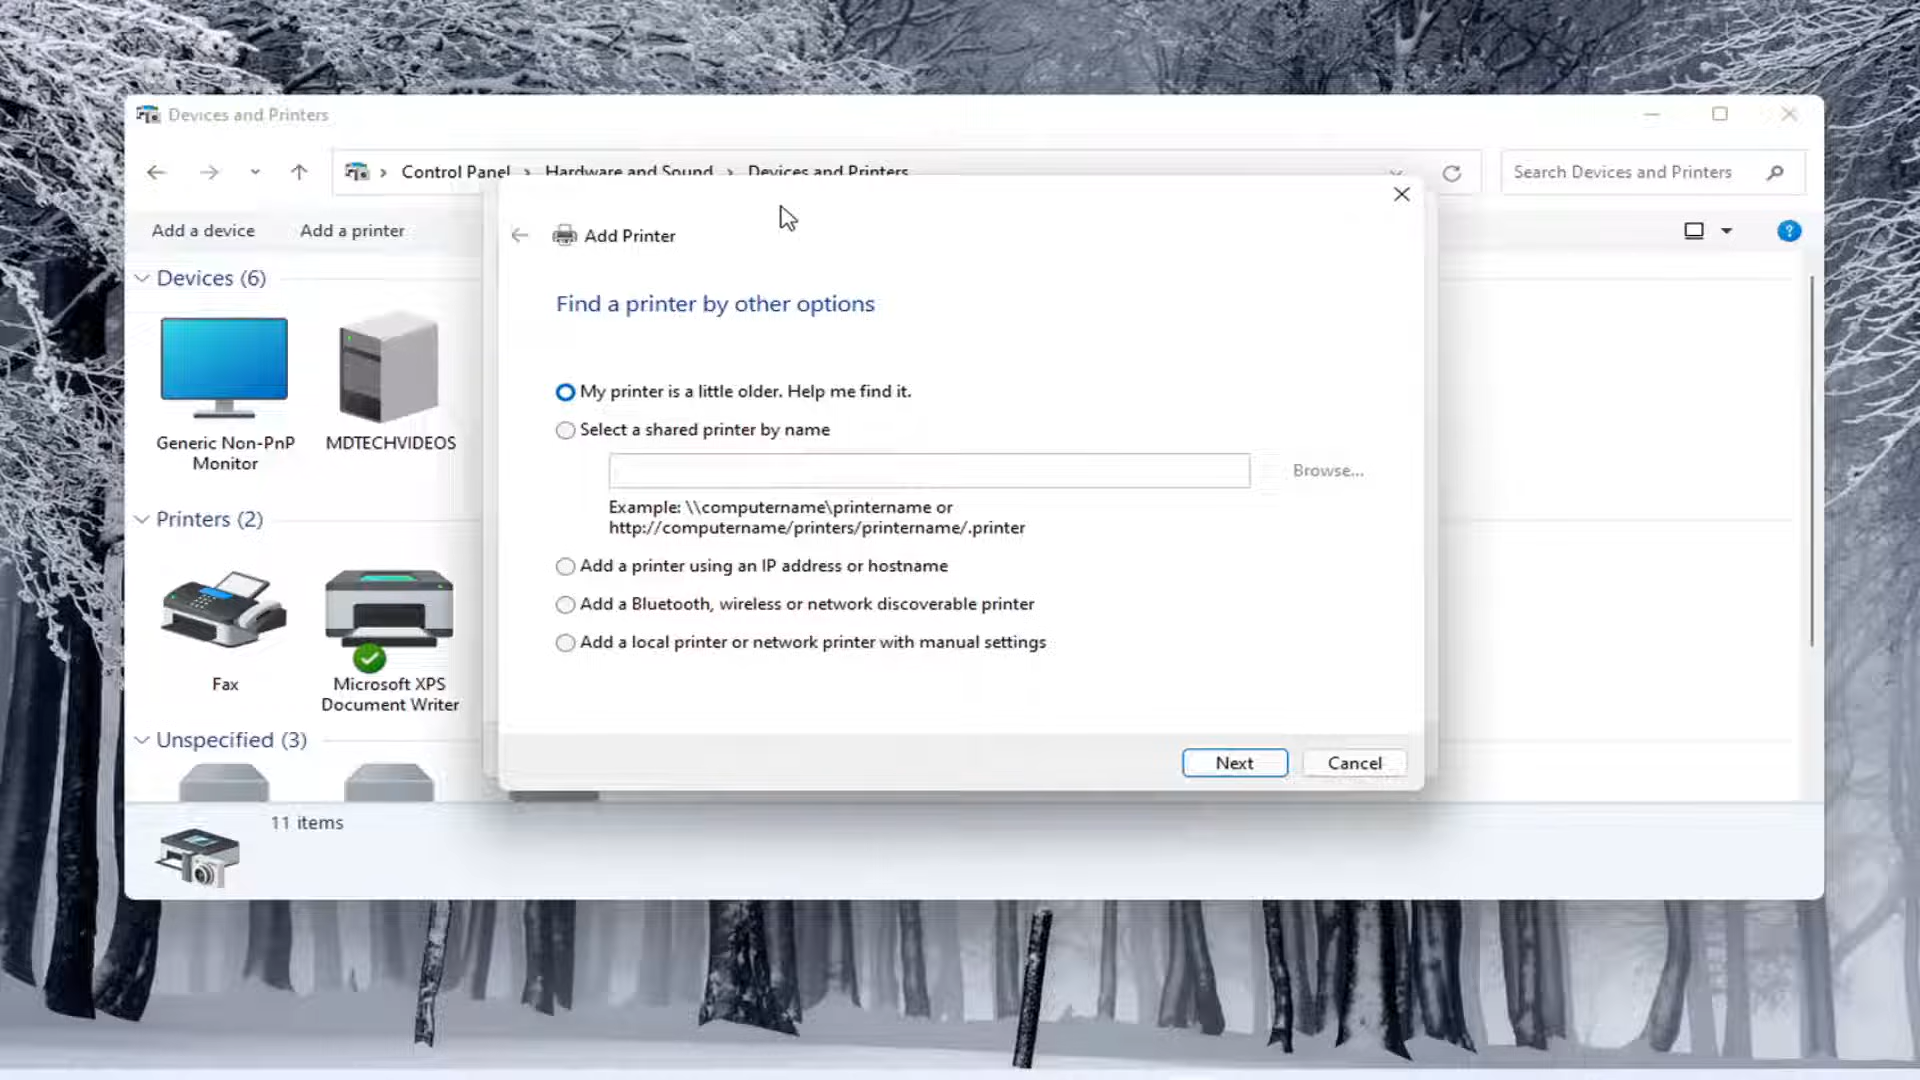 Devices and Printers
Control Panel > Hardware and Sound > Devices and Printers
Search Devices and Printers
Add a device
Add a printer
?
Devices (6)
Generic Non-PnP
Monitor
MDTECHVIDEOS
Printers (2)
Fax
Microsoft XPS
Document Writer
Unspecified (3)
11 items
Add Printer
Find a printer by other options
My printer is a little older. Help me find it.
Select a shared printer by name
Browse...
Example: \\computername\printername or
http://computername/printers/printername/.printer
Add a printer using an IP address or hostname
Add a Bluetooth, wireless or network discoverable printer
Add a local printer or network printer with manual settings
Next
Cancel